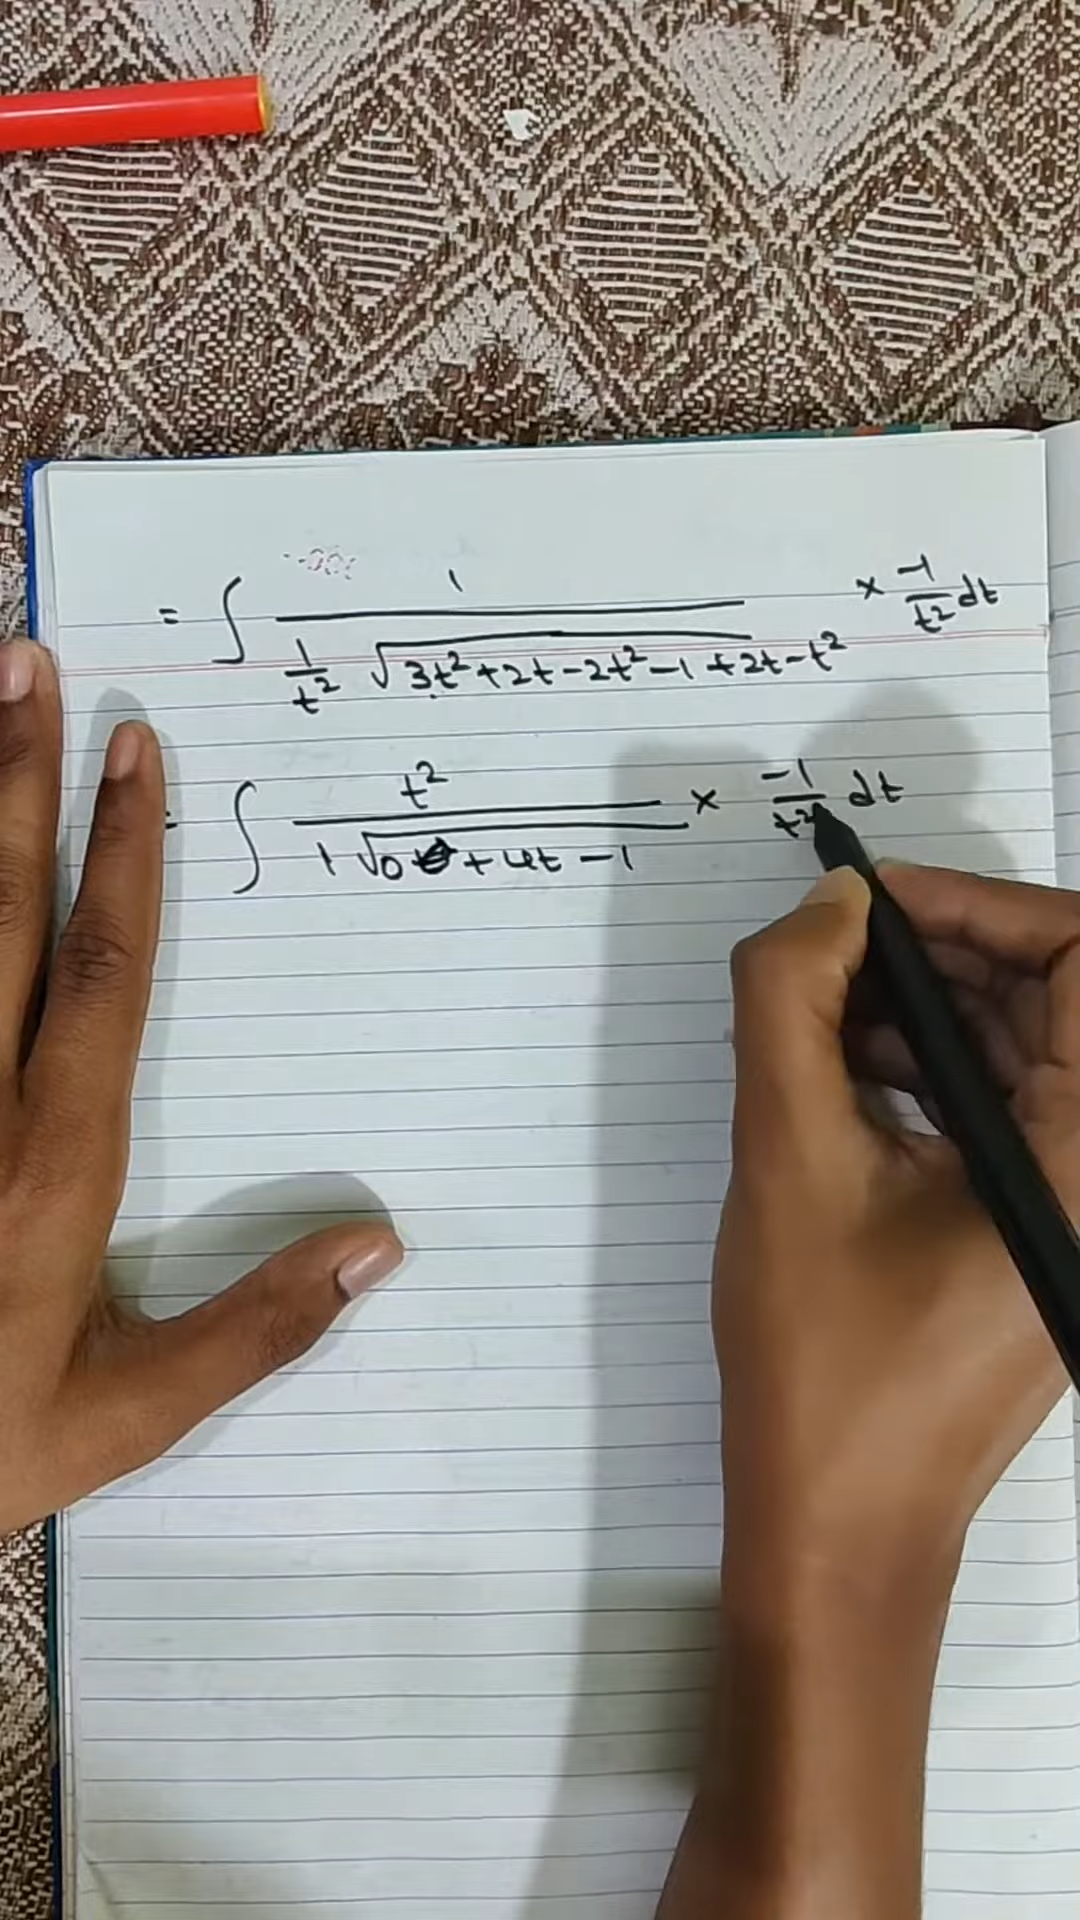 = ∫ 1 / (1/t² √(3t² + 2t − 2t² − 1 + 2t − t²)) × −1/t² dt
= ∫ t² / (1 √(0 + 4t − 1)) × −1/t² dt